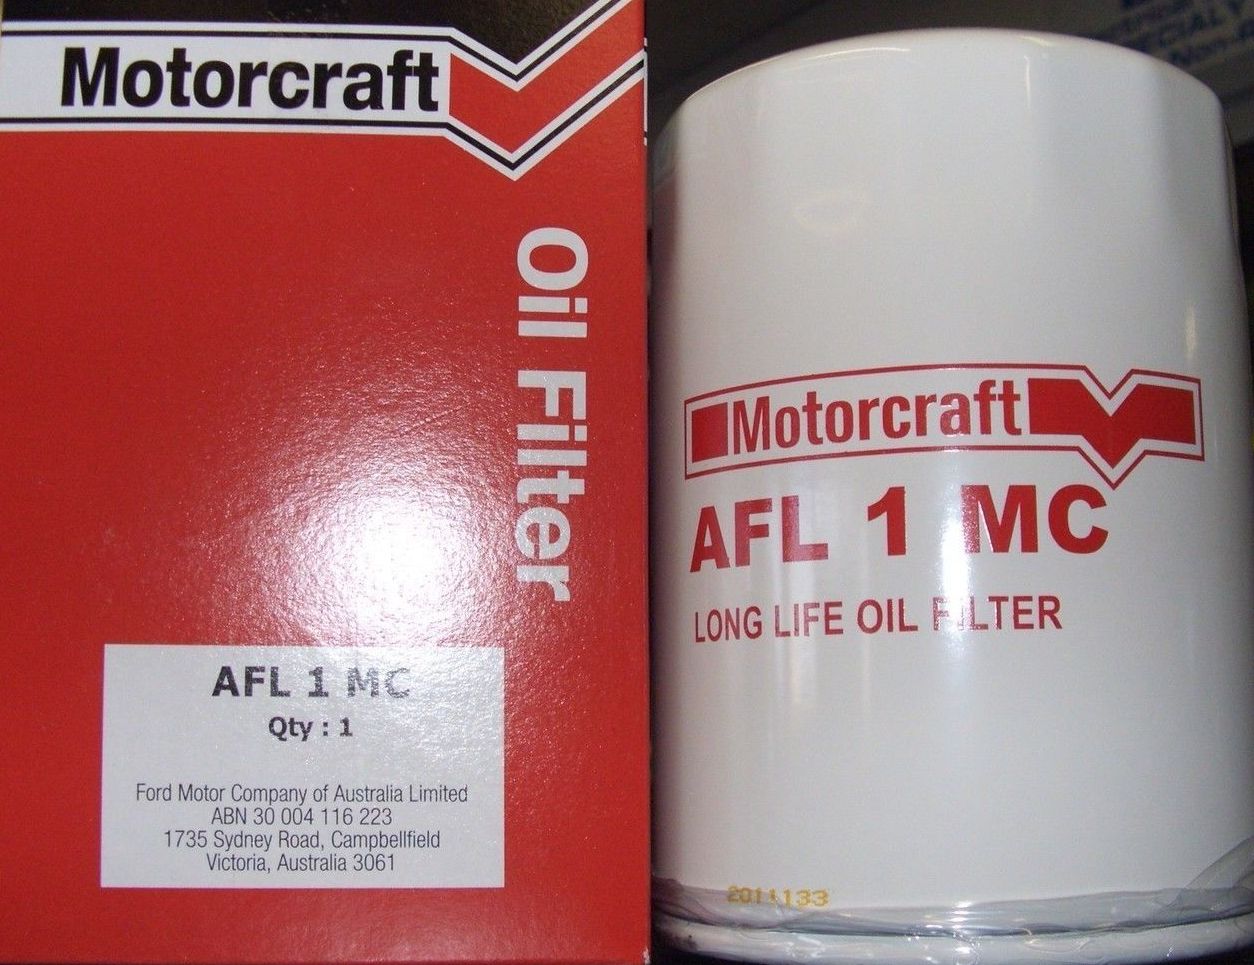 Motorcraft
Oil Filter
AFL 1 MC
Qty : 1
Ford Motor Company of Australia Limited
ABN 30 004 116 223
1735 Sydney Road, Campbellfield
Victoria, Australia 3061
Motorcraft
AFL 1 MC
LONG LIFE OIL FILTER
2011133